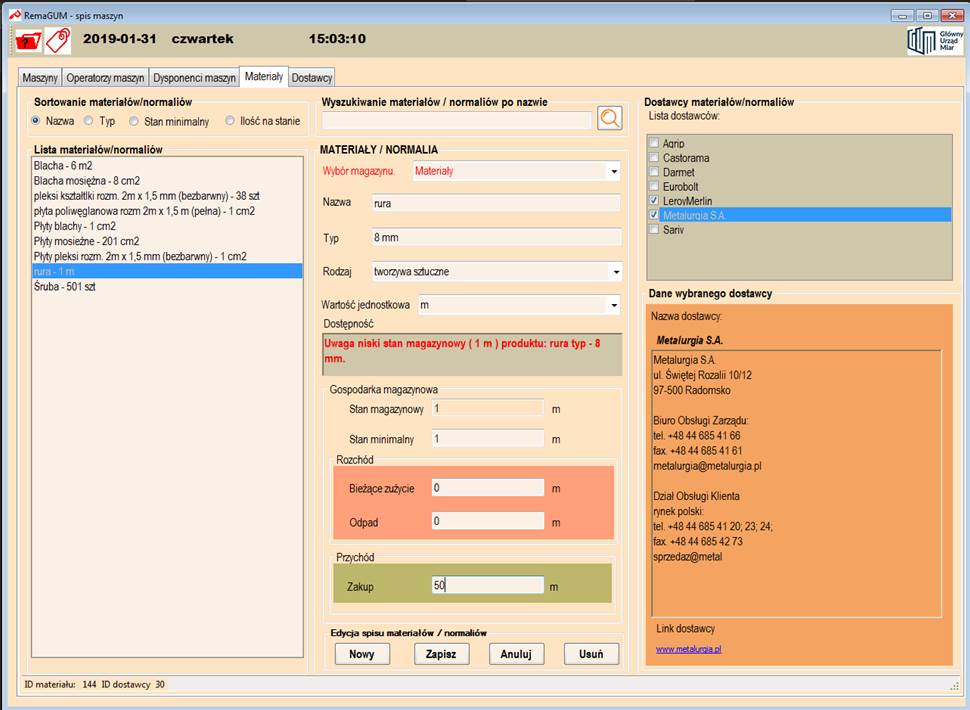 RemaGUM - spis maszyn
2019-01-31 czwartek 15:03:10
Główny
Urząd
Miar
Maszyny Operatorzy maszyn Dysponenci maszyn Materiały Dostawcy
Sortowanie materiałów/normaliów
Nazwa Typ Stan minimalny Ilość na stanie
Lista materiałów/normaliów
Blacha - 6 m2
Blacha mosiężna - 8 cm2
pleksi kształtlki rozm. 2m x 1,5 mm (bezbarwny) - 38 szt
płyta poliwęglanowa rozm 2m x 1,5 m (pełna) - 1 cm2
Płyty blachy - 1 cm2
Płyty mosieżne - 201 cm2
Płyty pleksi rozm. 2m x 1,5 mm (bezbarwny) - 1 cm2
rura - 1 m
Śruba - 501 szt
Wyszukiwanie materiałów / normaliów po nazwie
MATERIAŁY / NORMALIA
Wybór magazynu. Materiały
Nazwa rura
Typ 8 mm
Rodzaj tworzywa sztuczne
Wartość jednostkowa m
Dostępność
Uwaga niski stan magazynowy ( 1 m ) produktu: rura typ - 8
mm.
Gospodarka magazynowa
Stan magazynowy 1 m
Stan minimalny 1 m
Rozchód
Bieżące zużycie 0 m
Odpad 0 m
Przychód
Zakup 50 m
Edycja spisu materiałów / normaliów
Nowy Zapisz Anuluj Usuń
Dostawcy materiałów/normaliów
Lista dostawców:
Agrip
Castorama
Darmet
Eurobolt
LeroyMerlin
Metalurgia S.A.
Sariv
Dane wybranego dostawcy
Nazwa dostawcy:
Metalurgia S.A.
Metalurgia S.A.
ul. Świętej Rozalii 10/12
97-500 Radomsko
Biuro Obsługi Zarządu:
tel. +48 44 685 41 66
fax. +48 44 685 41 61
metalurgia@metalurgia.pl
Dział Obsługi Klienta
rynek polski:
tel. +48 44 685 41 20; 23; 24;
fax. +48 44 685 42 73
sprzedaz@metal
Link dostawcy
www.metalurgia.pl
ID materiału: 144 ID dostawcy 30